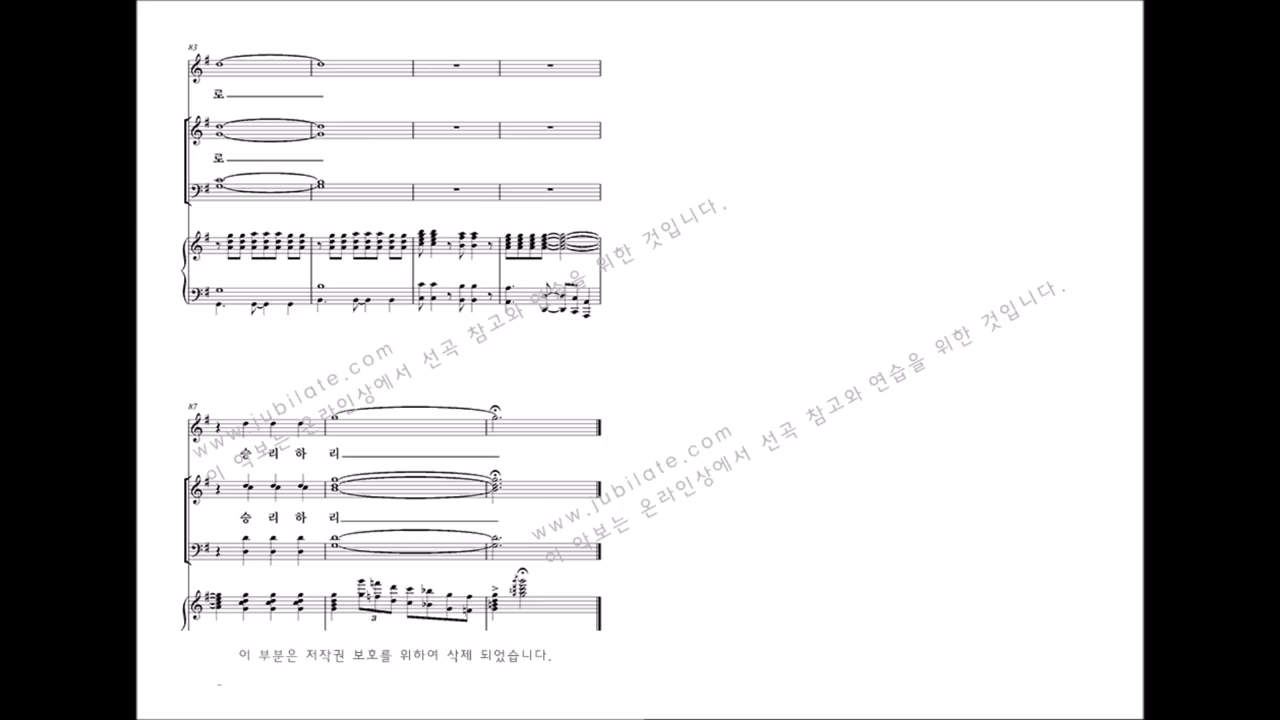 83
로
로
www.jubilate.com
이 악보는 온라인상에서 선곡 참고와 연습을 위한 것입니다.
87
승 리 하 리
승 리 하 리
3
www.jubilate.com
이 악보는 온라인상에서 선곡 참고와 연습을 위한 것입니다.
이 부분은 저작권 보호를 위하여 삭제 되었습니다.